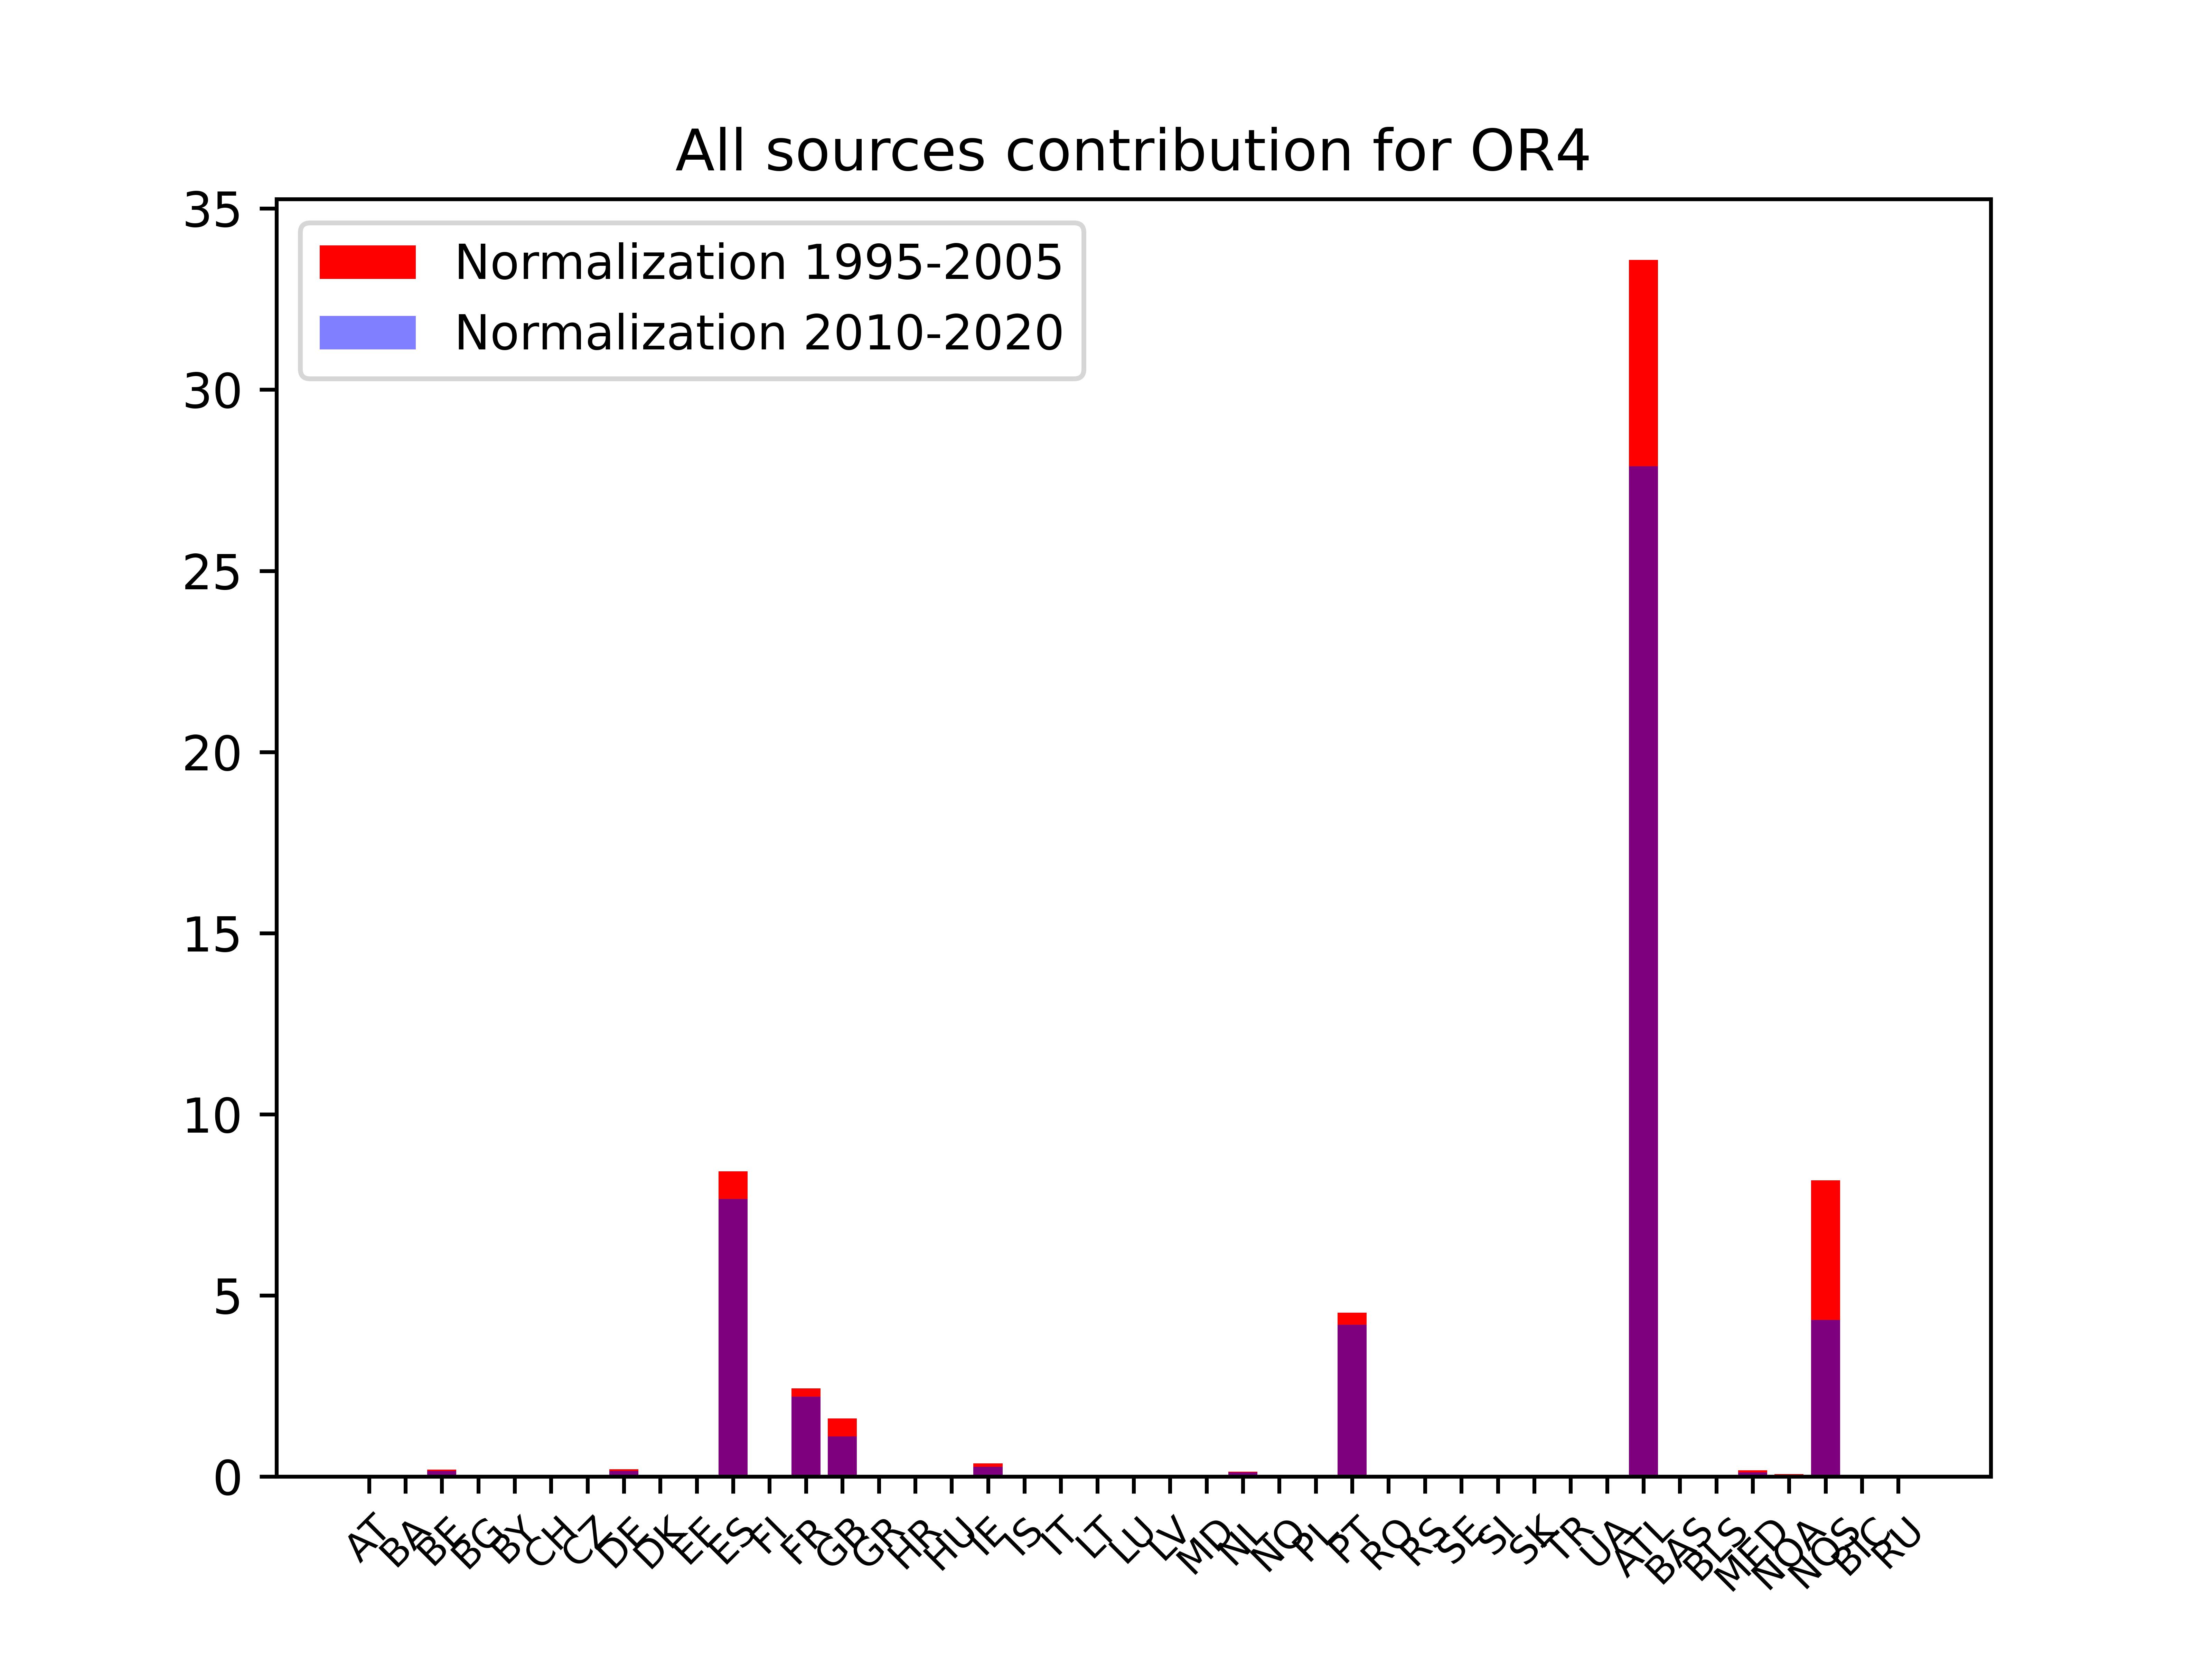 All sources contribution for OR4
Normalization 1995-2005
Normalization 2010-2020
35
30
25
20
15
10
5
0
AT
BA
BE
BG
BY
CH
CZ
DE
DK
EE
ES
FI
FR
GB
GR
HR
HU
IE
IS
IT
LT
LU
LV
MD
NL
NO
PL
PT
RO
RS
SE
SI
SK
TR
UA
ATL
BAS
BLS
MED
NOA
NOS
BIC
RU